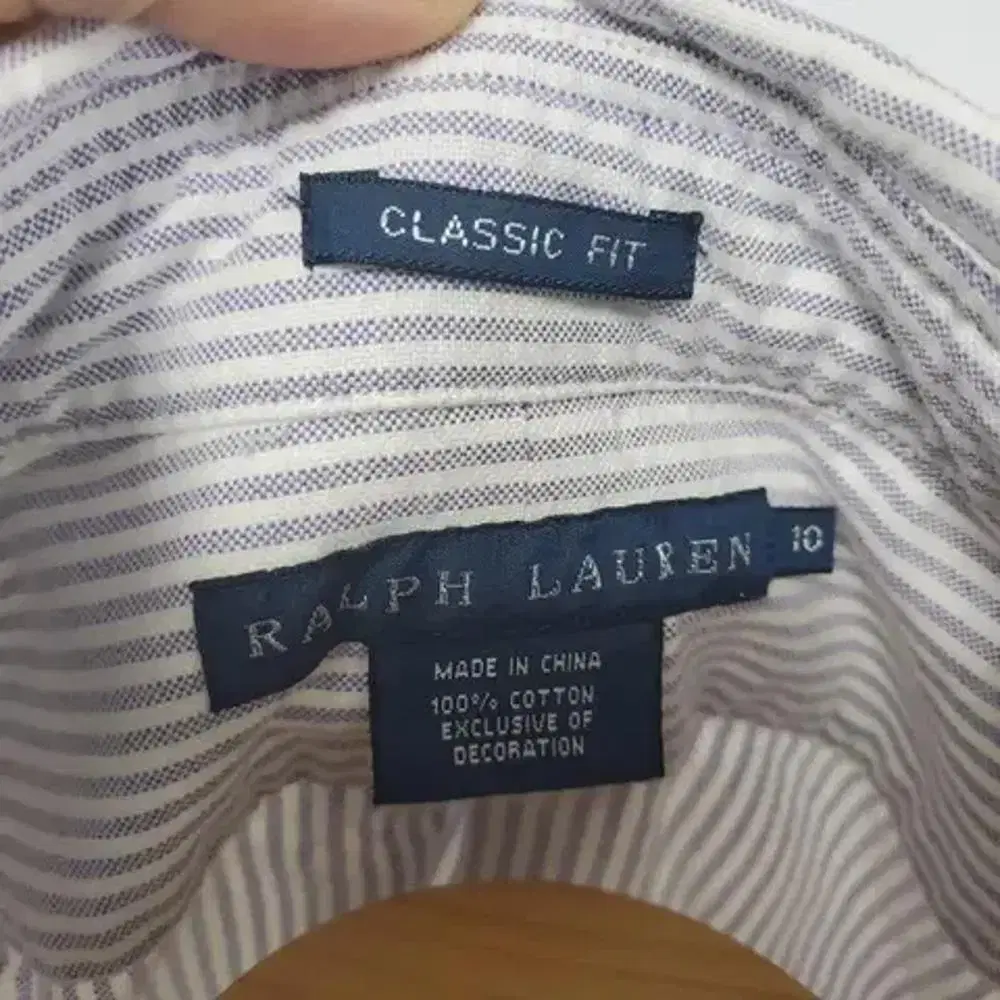 CLASSIC FIT
RALPH LAUREN 10
MADE IN CHINA
100% COTTON
EXCLUSIVE OF
DECORATION